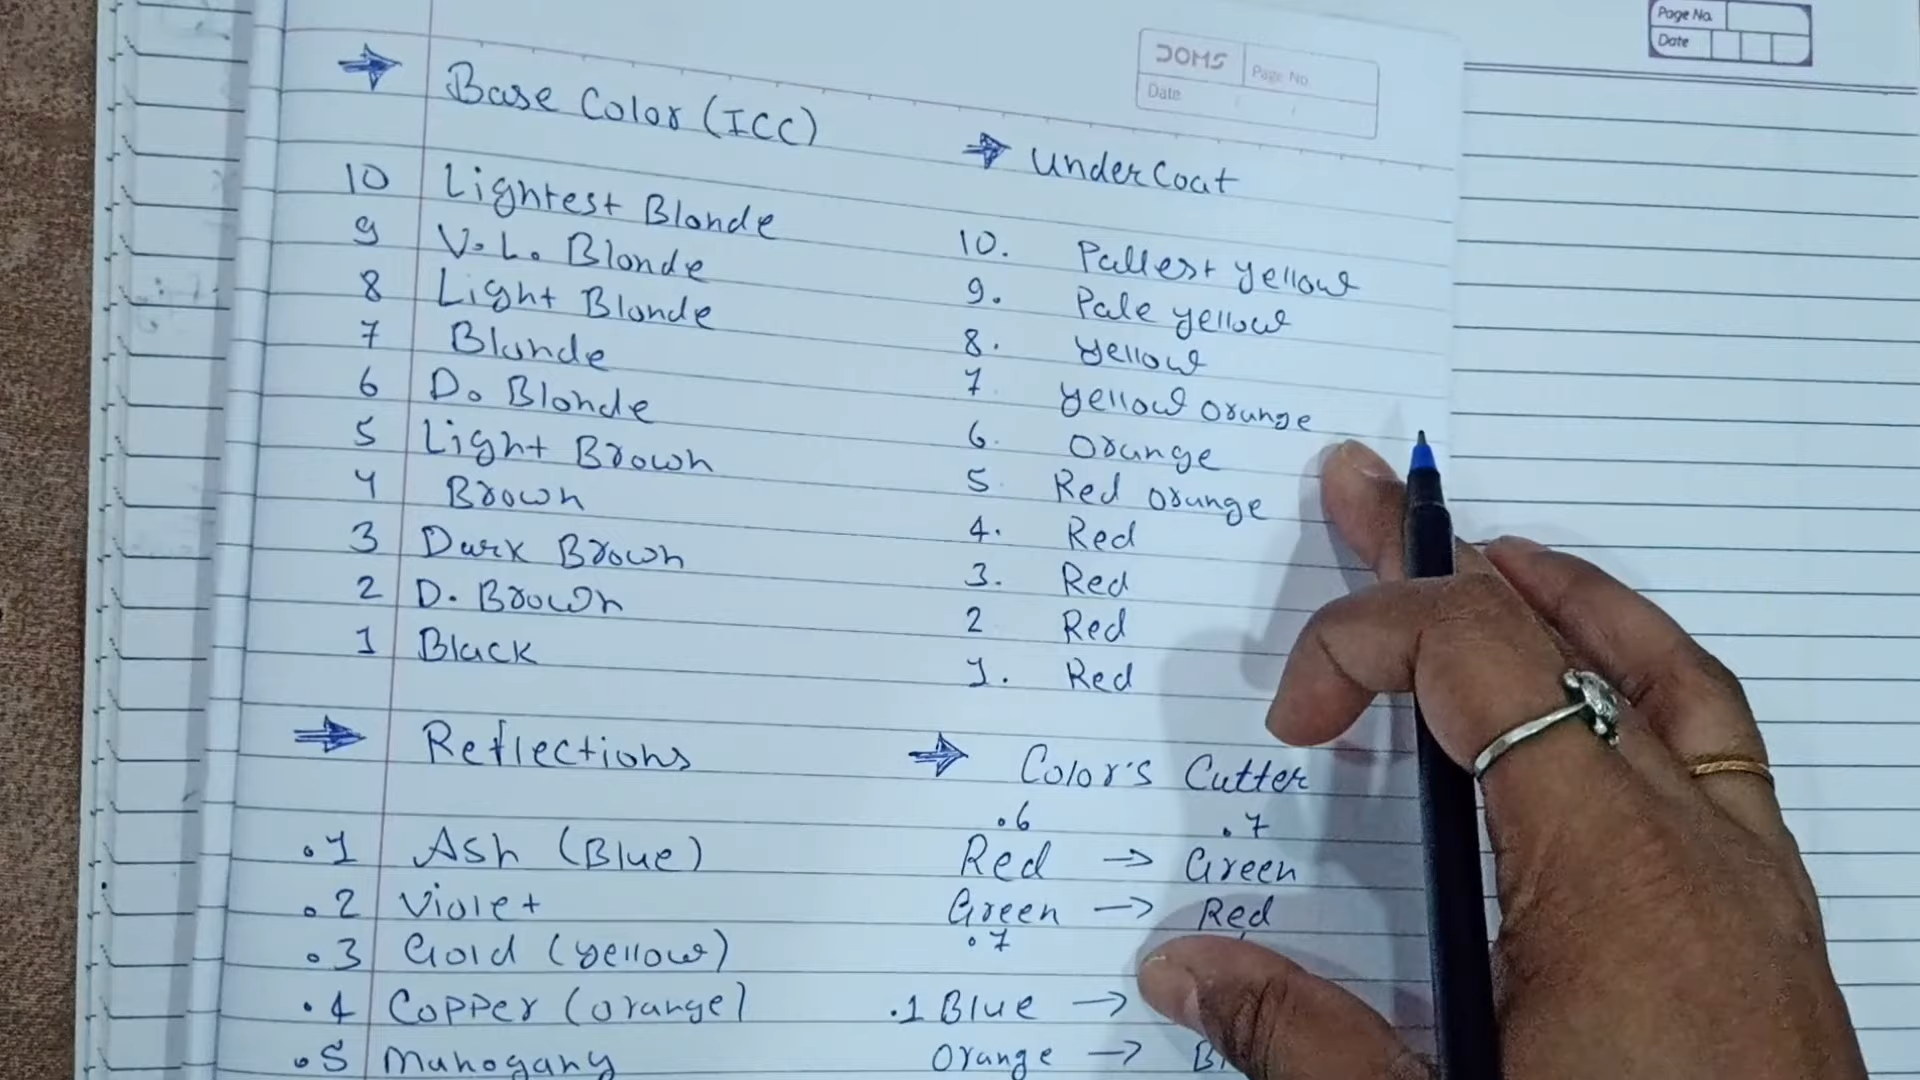 Page No.
Date
DOMS Page No
Date
Base Color (ICC)
10 Lightest Blonde
9 V.L. Blonde
8 Light Blonde
7 Blonde
6 D. Blonde
5 Light Brown
4 Brown
3 Dark Brown
2 D. Brown
1 Black
Under Coat
10. Pallest yellow
9. Pale yellow
8. yellow
7 yellow orange
6. Orange
5. Red orange
4. Red
3. Red
2 Red
1. Red
Reflections
.1 Ash (Blue)
.2 Violet
.3 Gold (yellow)
.4 Copper (orange)
.5 Mahogany
Color's Cutter
.6 .7
Red → Green
Green → Red
.7
.1 Blue →
Orange →